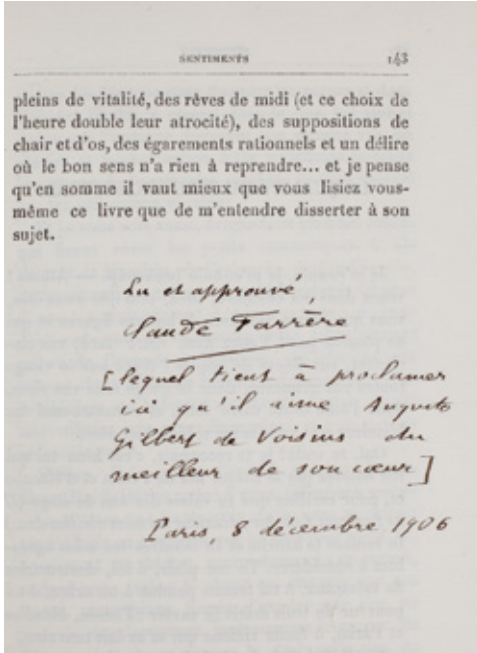 SENTIMENTS 143
pleins de vitalité, des rêves de midi (et ce choix de
l'heure double leur atrocité), des suppositions de
chair et d'os, des égarements rationnels et un délire
où le bon sens n'a rien à reprendre... et je pense
qu'en somme il vaut mieux que vous lisiez vous-
même ce livre que de m'entendre disserter à son
sujet.
Lu et approuvé,
Claude Farrère
[lequel tient à proclamer
ici qu'il aime Auguste
Gilbert de Voisins du
meilleur de son cœur]
Paris, 8 décembre 1906